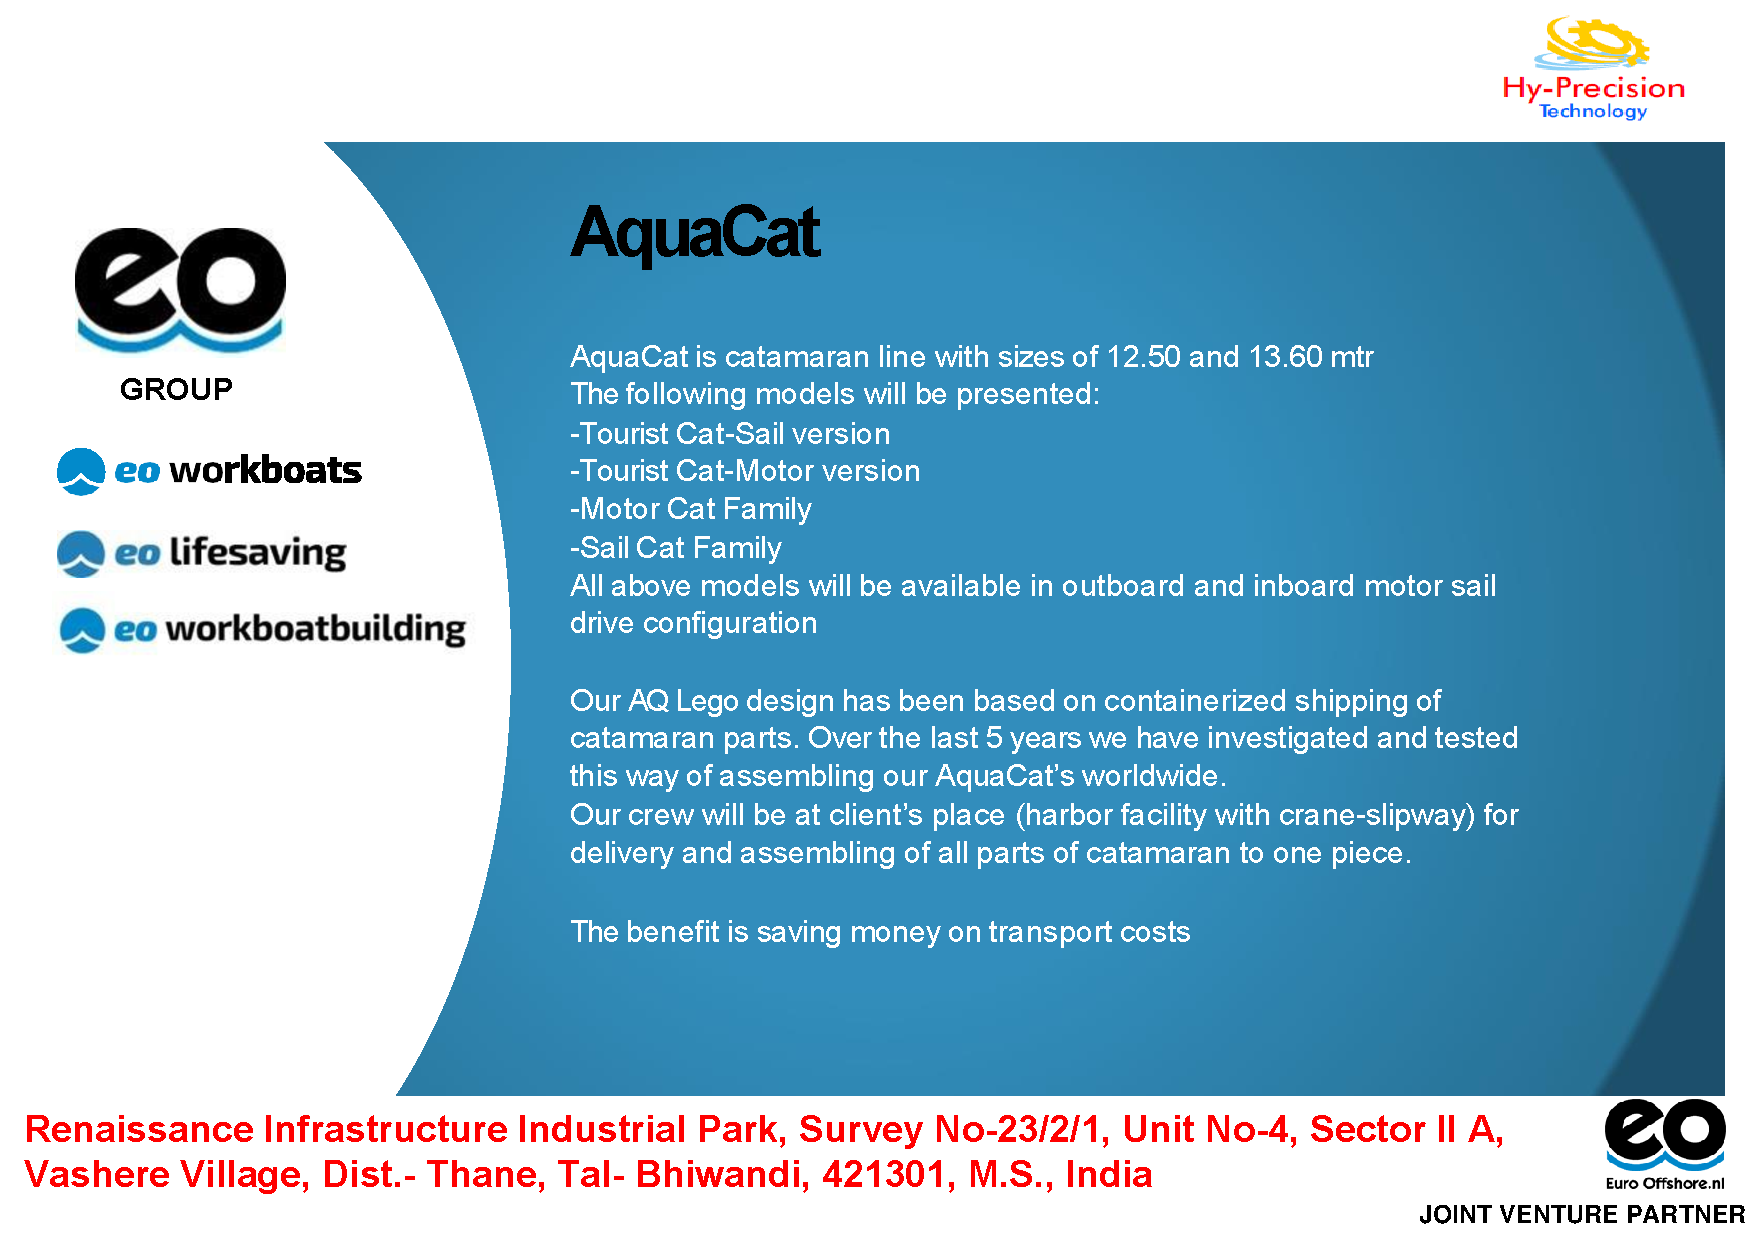 Hy-Precision
Technology
eo
GROUP
eo workboats
eo lifesaving
eo workboatbuilding
AquaCat
AquaCat is catamaran line with sizes of 12.50 and 13.60 mtr
The following models will be presented:
-Tourist Cat-Sail version
-Tourist Cat-Motor version
-Motor Cat Family
-Sail Cat Family
All above models will be available in outboard and inboard motor sail
drive configuration
Our AQ Lego design has been based on containerized shipping of
catamaran parts. Over the last 5 years we have investigated and tested
this way of assembling our AquaCat’s worldwide.
Our crew will be at client’s place (harbor facility with crane-slipway) for
delivery and assembling of all parts of catamaran to one piece.
The benefit is saving money on transport costs
Renaissance Infrastructure Industrial Park, Survey No-23/2/1, Unit No-4, Sector II A,
Vashere Village, Dist.- Thane, Tal- Bhiwandi, 421301, M.S., India
eo
Euro Offshore.nl
JOINT VENTURE PARTNER